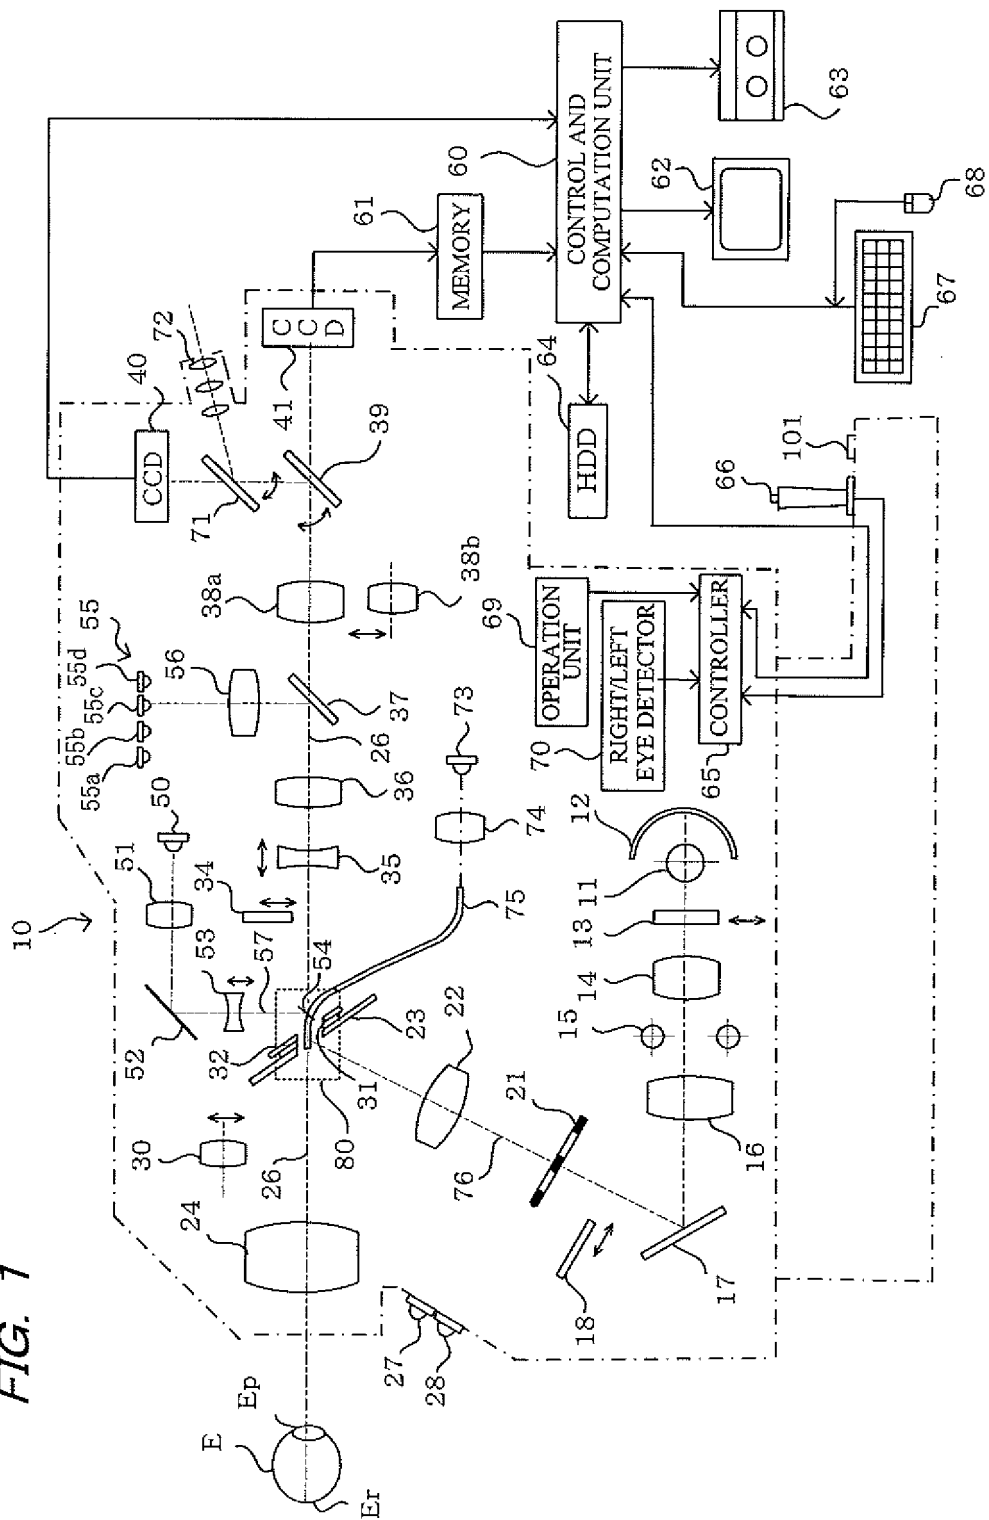 FIG. 1
10
E
Ep
Er
24
30
26
80
32
31
54
57
53
52
51
50
34
35
36
26
37
56
55
55a
55b
55c
55d
38a
38b
39
71
72
40
CCD
41
C
C
D
61
MEMORY
60
CONTROL AND
COMPUTATION UNIT
62
63
64
HDD
67
68
66
101
69
OPERATION
UNIT
70
RIGHT/LEFT
EYE DETECTOR
65
CONTROLLER
73
74
75
23
22
21
76
18
17
16
15
14
13
11
12
27
28